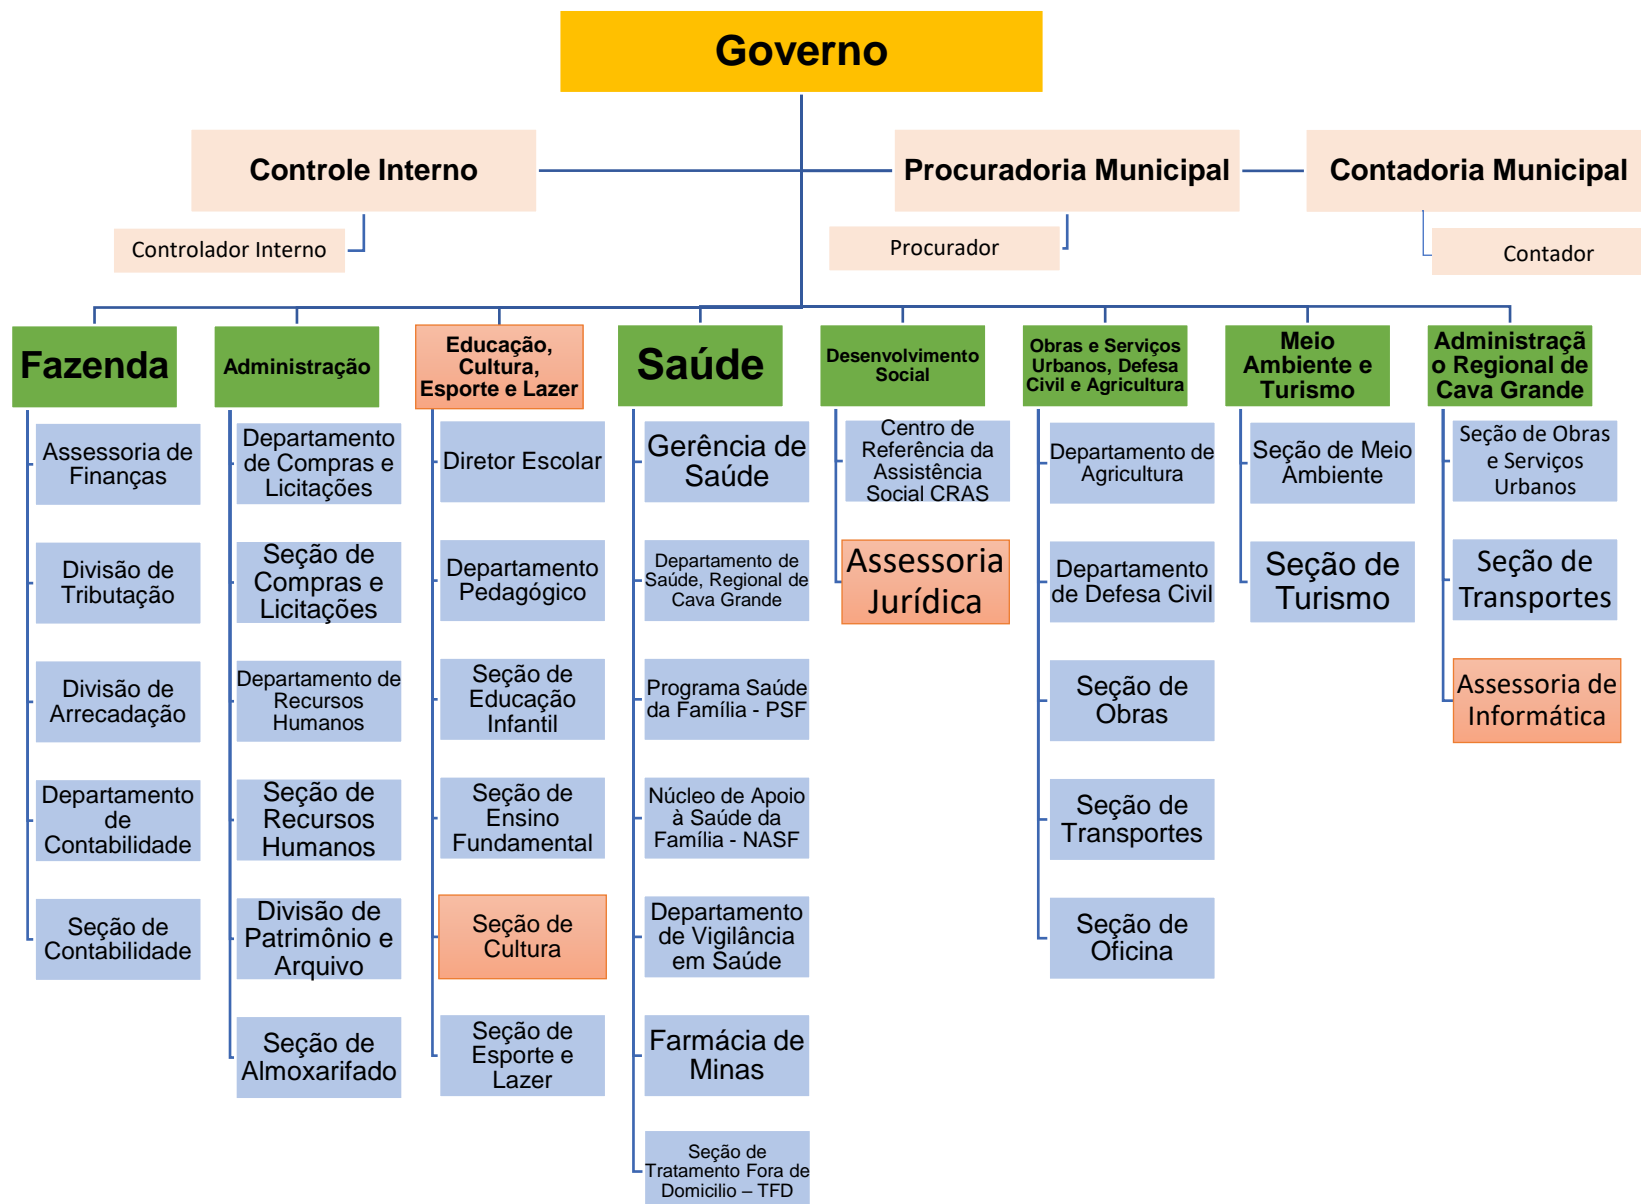 Governo
Controle Interno
Procuradoria Municipal
Contadoria Municipal
Controlador Interno
Procurador
Contador
Fazenda
Administração
Educação,
Cultura,
Esporte e Lazer
Saúde
Desenvolvimento
Social
Obras e Serviços
Urbanos, Defesa
Civil e Agricultura
Meio
Ambiente e
Turismo
Administraçã
o Regional de
Cava Grande
Assessoria de
Finanças
Divisão de
Tributação
Divisão de
Arrecadação
Departamento
de
Contabilidade
Seção de
Contabilidade
Departamento
de Compras e
Licitações
Seção de
Compras e
Licitações
Departamento de
Recursos
Humanos
Seção de
Recursos
Humanos
Divisão de
Patrimônio e
Arquivo
Seção de
Almoxarifado
Diretor Escolar
Departamento
Pedagógico
Seção de
Educação
Infantil
Seção de
Ensino
Fundamental
Seção de
Cultura
Seção de
Esporte e
Lazer
Gerência de
Saúde
Departamento de
Saúde, Regional de
Cava Grande
Programa Saúde
da Família - PSF
Núcleo de Apoio
à Saúde da
Família - NASF
Departamento
de Vigilância
em Saúde
Farmácia de
Minas
Seção de
Tratamento Fora de
Domicilio – TFD
Centro de
Referência da
Assistência
Social CRAS
Assessoria
Jurídica
Departamento de
Agricultura
Departamento
de Defesa Civil
Seção de
Obras
Seção de
Transportes
Seção de
Oficina
Seção de Meio
Ambiente
Seção de
Turismo
Seção de Obras
e Serviços
Urbanos
Seção de
Transportes
Assessoria de
Informática